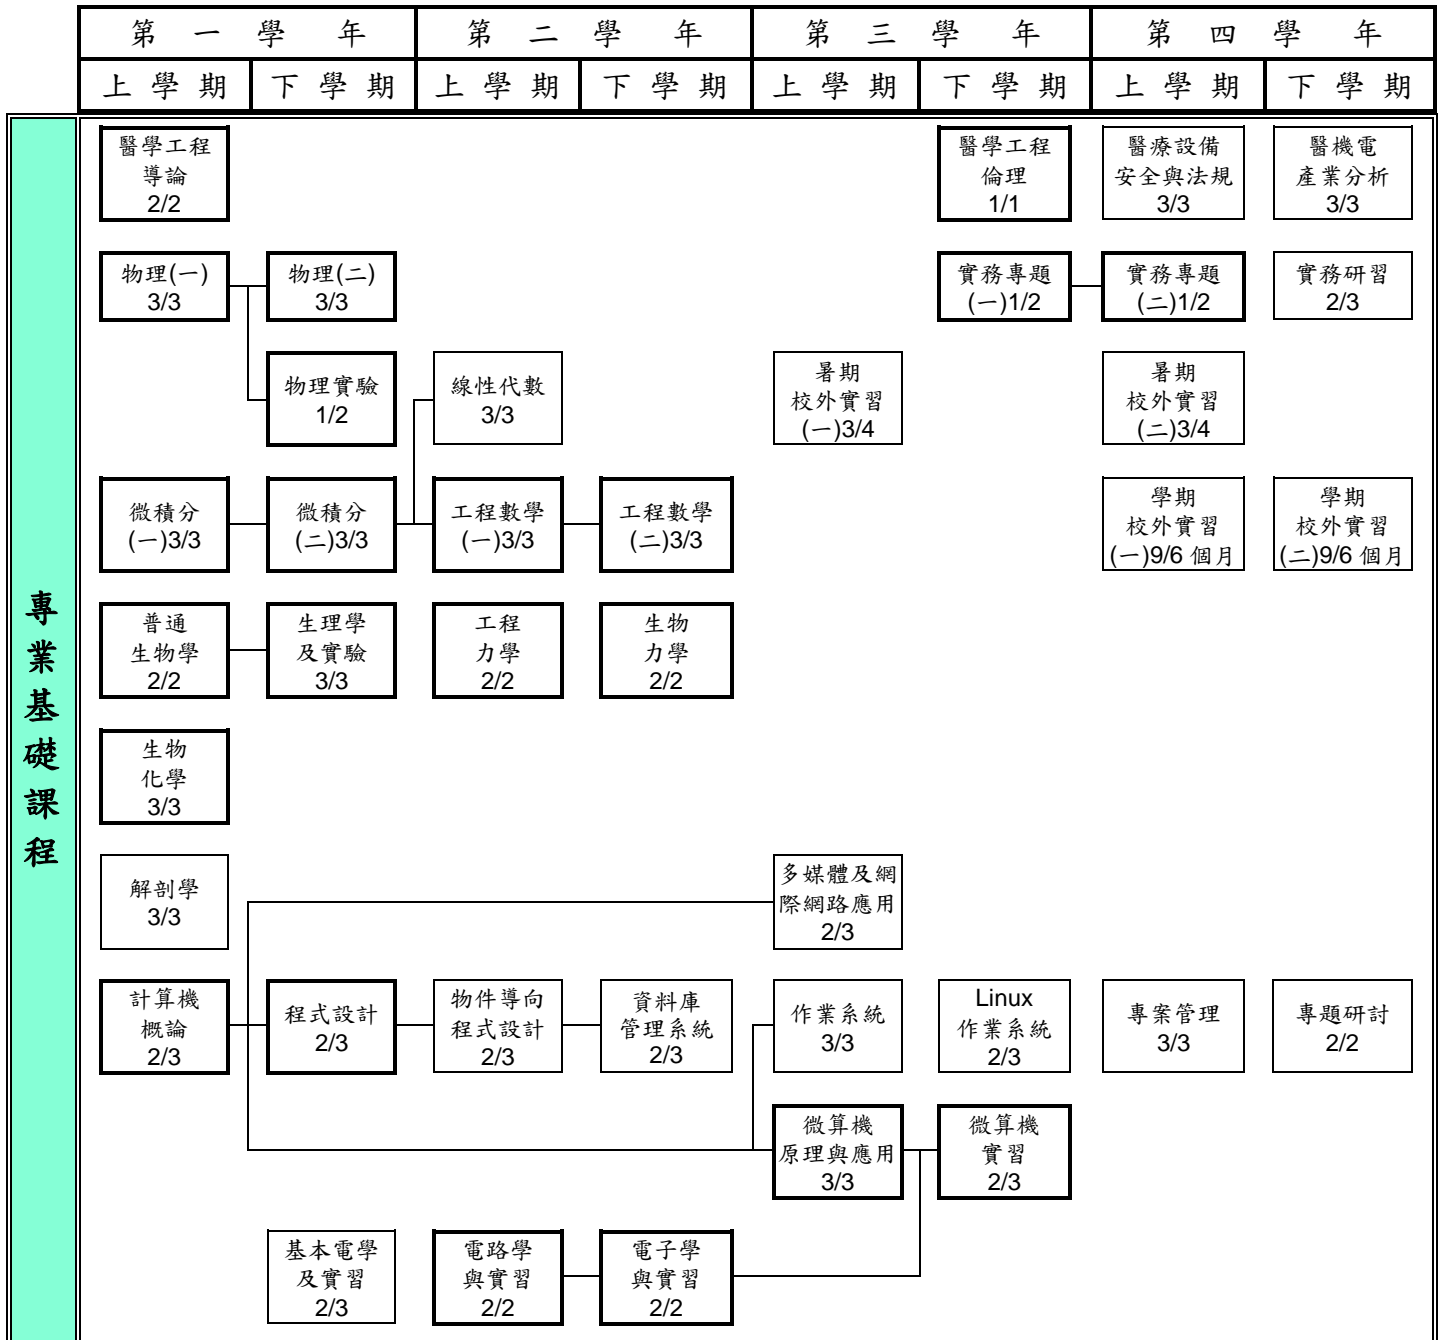 第一學年
第二學年
第三學年
第四學年
上學期
下學期
上學期
下學期
上學期
下學期
上學期
下學期
專業基礎課程
醫學工程
導論
2/2
醫學工程
倫理
1/1
醫療設備
安全與法規
3/3
醫機電
產業分析
3/3
物理(一)
3/3
物理(二)
3/3
實務專題
(一)1/2
實務專題
(二)1/2
實務研習
2/3
物理實驗
1/2
線性代數
3/3
暑期
校外實習
(一)3/4
暑期
校外實習
(二)3/4
微積分
(一)3/3
微積分
(二)3/3
工程數學
(一)3/3
工程數學
(二)3/3
學期
校外實習
(一)9/6 個月
學期
校外實習
(二)9/6 個月
普通
生物學
2/2
生理學
及實驗
3/3
工程
力學
2/2
生物
力學
2/2
生物
化學
3/3
解剖學
3/3
多媒體及網
際網路應用
2/3
計算機
概論
2/3
程式設計
2/3
物件導向
程式設計
2/3
資料庫
管理系統
2/3
作業系統
3/3
Linux
作業系統
2/3
專案管理
3/3
專題研討
2/2
微算機
原理與應用
3/3
微算機
實習
2/3
基本電學
及實習
2/3
電路學
與實習
2/2
電子學
與實習
2/2